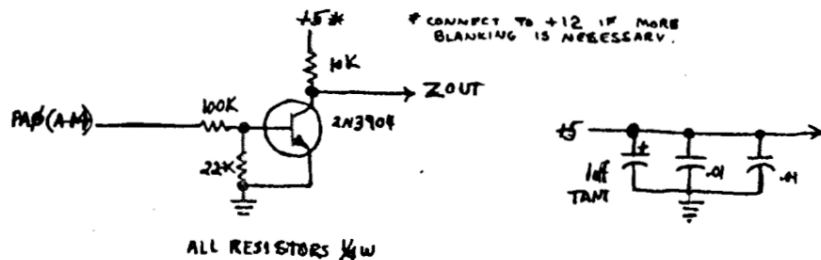 +5*
* CONNECT TO +12 IF MORE
BLANKING IS NECESSARY.
10K
ZOUT
100K
PAØ(A-M)
2N3904
22K
+5
+
1uf
TANT
.01
.01
ALL RESISTORS ¼W